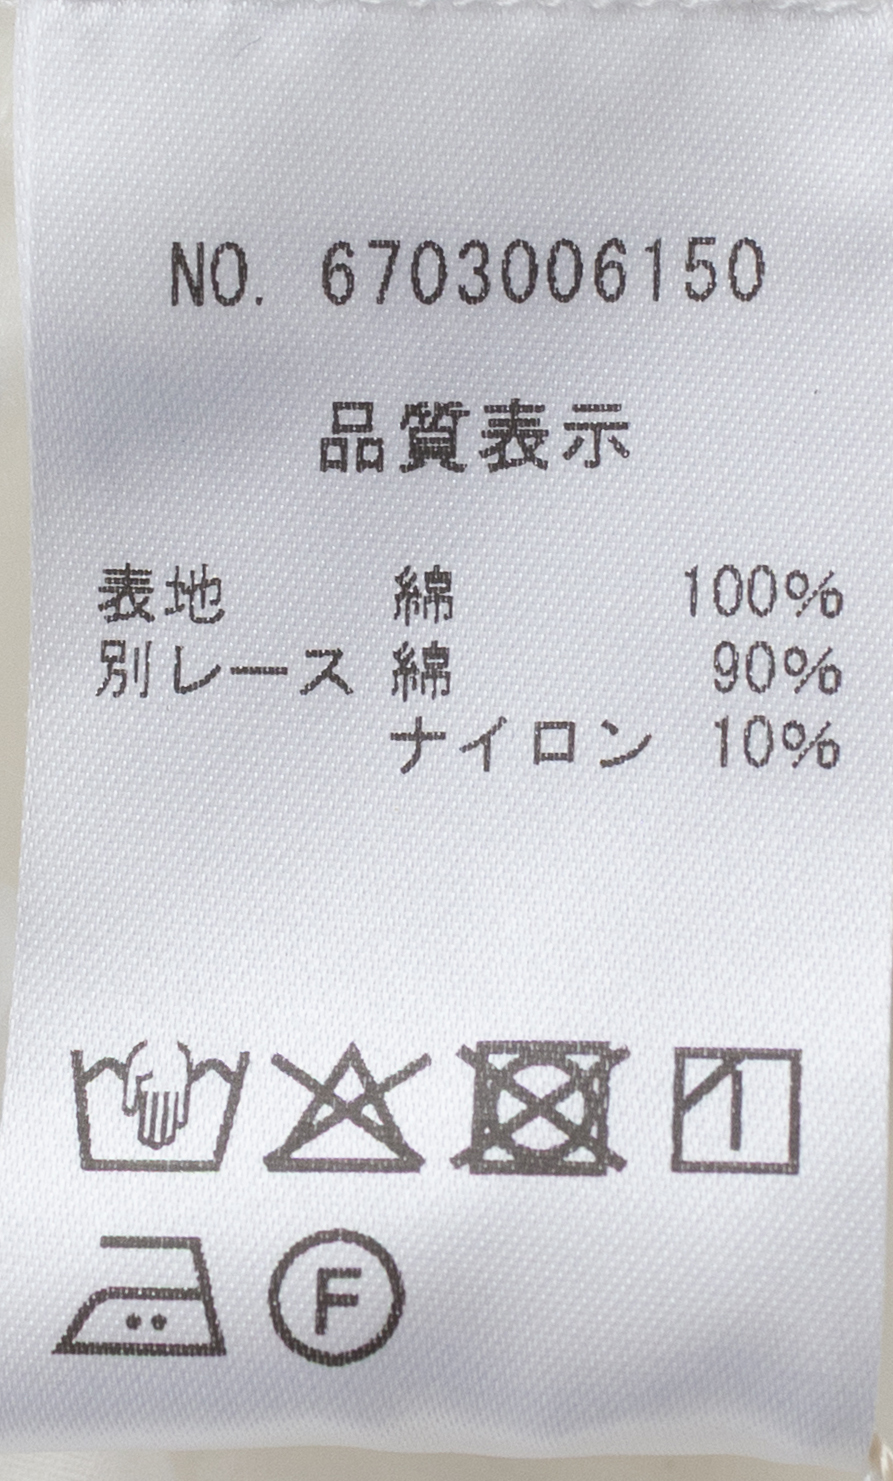 NO. 6703006150
品質表示
表地 綿 100%
別レース 綿 90%
ナイロン 10%
F